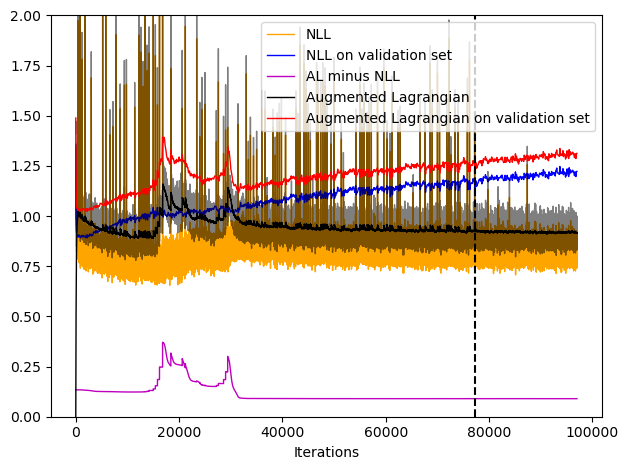 2.00
1.75
1.50
1.25
1.00
0.75
0.50
0.25
0.00
NLL
NLL on validation set
AL minus NLL
Augmented Lagrangian
Augmented Lagrangian on validation set
0 20000 40000 60000 80000 100000
Iterations